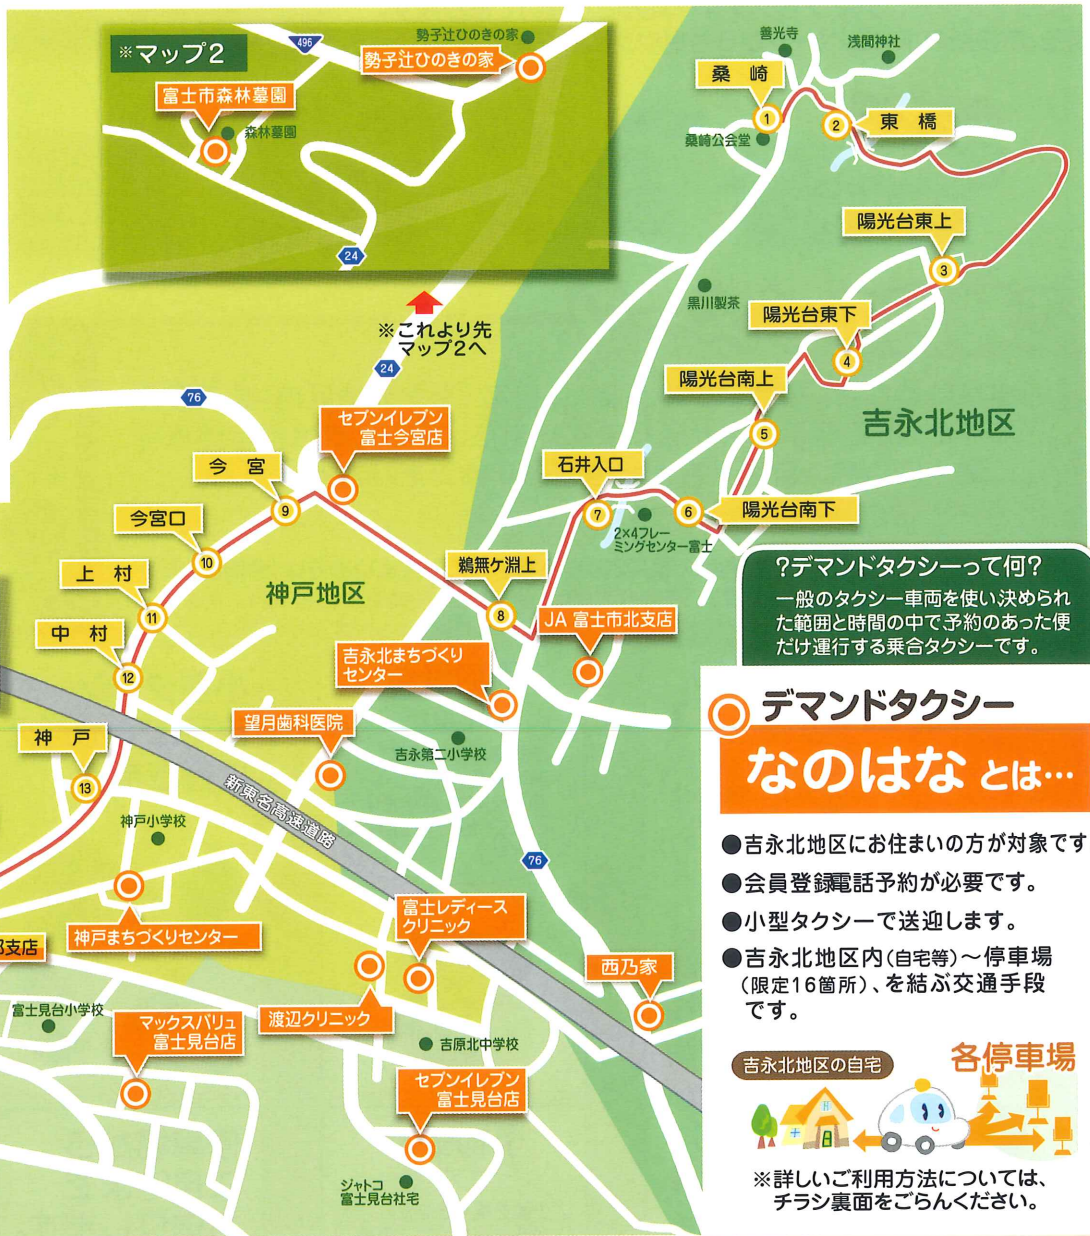 ※マップ2
496
勢子辻ひのきの家
勢子辻ひのきの家
富士市森林墓園
森林墓園
24
善光寺
浅間神社
桑崎
1
桑崎公会堂
2
東橋
陽光台東上
3
黒川製茶
陽光台東下
4
陽光台南上
5
吉永北地区
※これより先
マップ2へ
24
76
セブンイレブン
富士今宮店
今宮
9
石井入口
7
2×4フレー
ミングセンター富士
6
陽光台南下
今宮口
10
上村
11
神戸地区
中村
12
鵜無ケ淵上
8
JA 富士市北支店
吉永北まちづくり
センター
望月歯科医院
吉永第二小学校
神戸
13
神戸小学校
新東名高速道路
76
神戸まちづくりセンター
支店
富士レディース
クリニック
渡辺クリニック
西乃家
富士見台小学校
マックスバリュ
富士見台店
吉原北中学校
セブンイレブン
富士見台店
ジャトコ
富士見台社宅
?デマンドタクシーって何?
一般のタクシー車両を使い決められ
た範囲と時間の中で予約のあった便
だけ運行する乗合タクシーです。
デマンドタクシー
なのはな とは…
●吉永北地区にお住まいの方が対象です
●会員登録電話予約が必要です。
●小型タクシーで送迎します。
●吉永北地区内(自宅等)～停車場
(限定16箇所)、を結ぶ交通手段
です。
吉永北地区の自宅
各停車場
※詳しいご利用方法については、
チラシ裏面をごらんください。